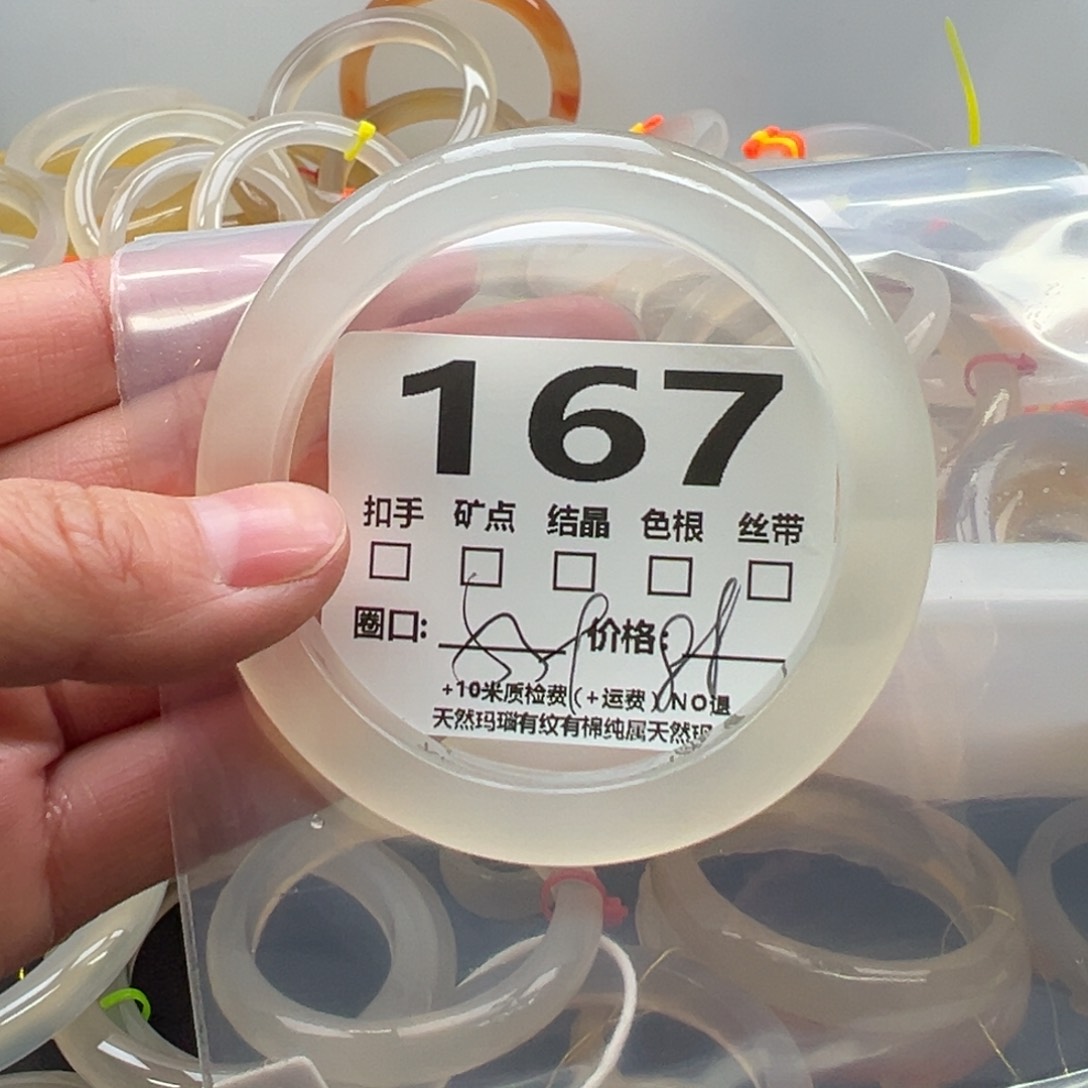 167
扣手 矿点 结晶 色根 丝带
圈口: 价格:
+10米质检费(+运费)NO退
天然玛瑙有纹有棉纯属天然现